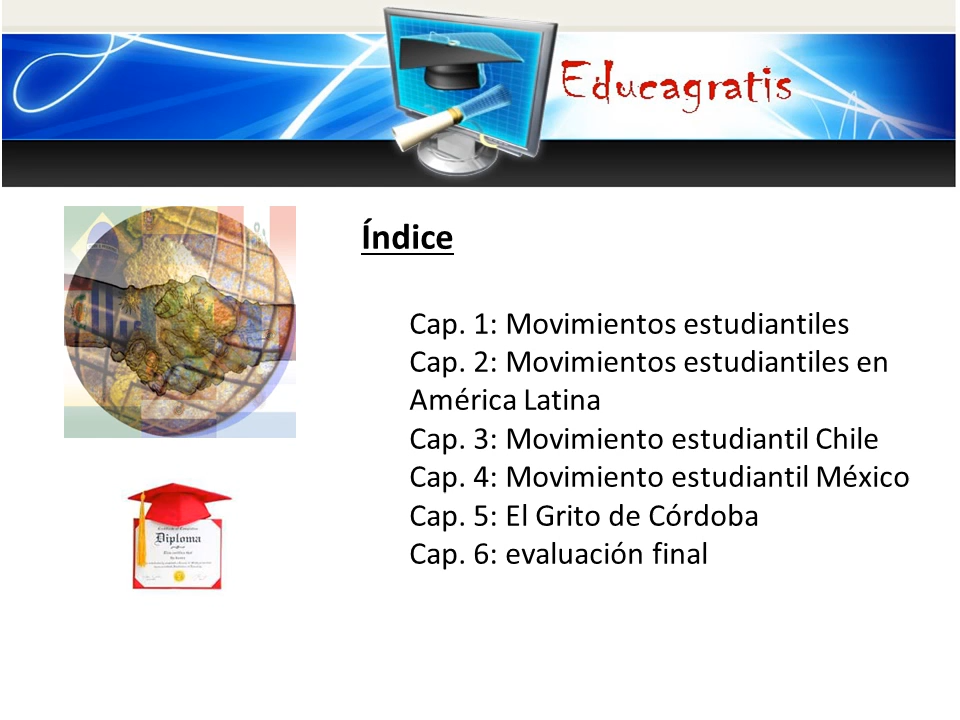 Educagratis
Índice
Cap. 1: Movimientos estudiantiles
Cap. 2: Movimientos estudiantiles en
América Latina
Cap. 3: Movimiento estudiantil Chile
Cap. 4: Movimiento estudiantil México
Cap. 5: El Grito de Córdoba
Cap. 6: evaluación final
Diploma